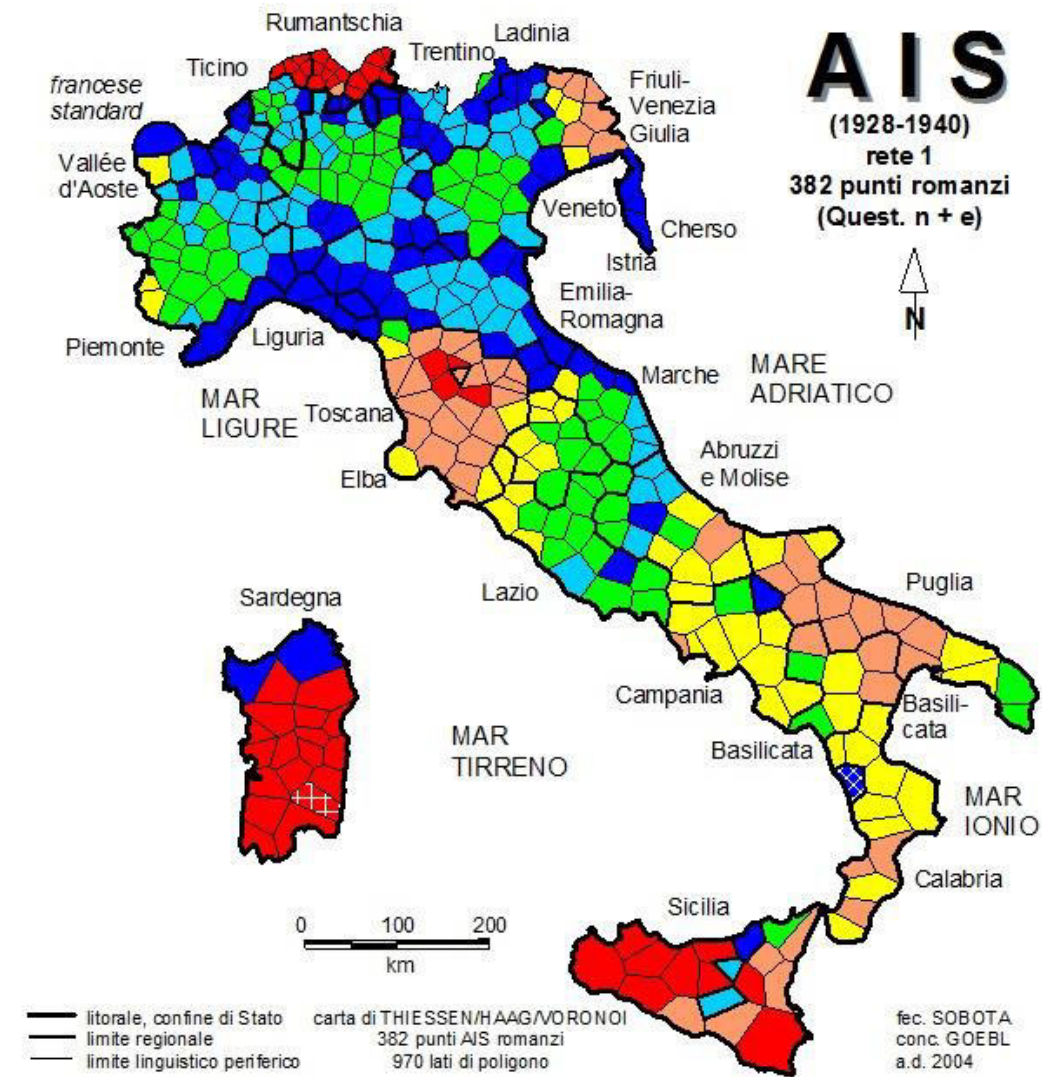 Rumantschia
Ladinia
Trentino
Ticino
francese
standard
Friuli-
Venezia
Giulia
Vallée
d'Aoste
Veneto
Cherso
Istria
Emilia-
Romagna
Piemonte
Liguria
Marche
MARE
ADRIATICO
MAR
LIGURE
Toscana
Elba
Abruzzi
e Molise
Lazio
Puglia
Sardegna
Campania
Basili-
cata
Basilicata
MAR
TIRRENO
MAR
IONIO
Calabria
Sicilia
AIS
(1928-1940)
rete 1
382 punti romanzi
(Quest. n + e)
N
0 100 200
km
litorale, confine di Stato
limite regionale
limite linguistico periferico
carta di THIESSEN/HAAG/VORONOI
382 punti AIS romanzi
970 lati di poligono
fec. SOBOTA
conc. GOEBL
a.d. 2004